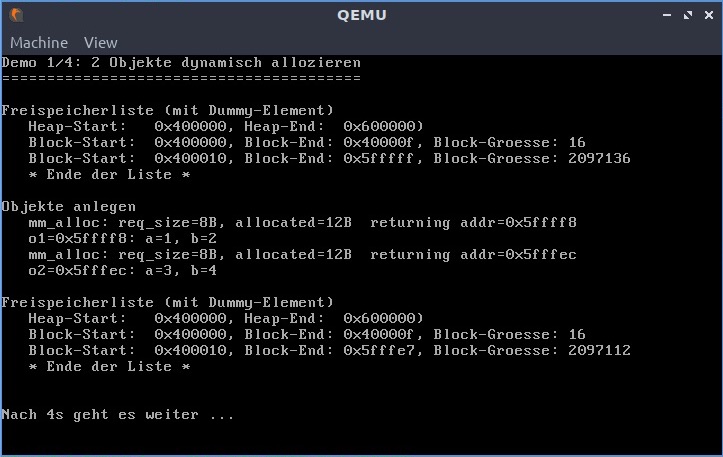 QEMU
Machine View
Demo 1/4: 2 Objekte dynamisch allozieren
========================================
Freispeicherliste (mit Dummy-Element)
   Heap-Start:   0x400000, Heap-End:  0x600000)
   Block-Start:  0x400000, Block-End: 0x40000f, Block-Groesse: 16
   Block-Start:  0x400010, Block-End: 0x5fffff, Block-Groesse: 2097136
   * Ende der Liste *
Objekte anlegen
   mm_alloc: req_size=8B, allocated=12B  returning addr=0x5ffff8
   o1=0x5ffff8: a=1, b=2
   mm_alloc: req_size=8B, allocated=12B  returning addr=0x5fffec
   o2=0x5fffec: a=3, b=4
Freispeicherliste (mit Dummy-Element)
   Heap-Start:   0x400000, Heap-End:  0x600000)
   Block-Start:  0x400000, Block-End: 0x40000f, Block-Groesse: 16
   Block-Start:  0x400010, Block-End: 0x5fffe7, Block-Groesse: 2097112
   * Ende der Liste *
Nach 4s geht es weiter ...